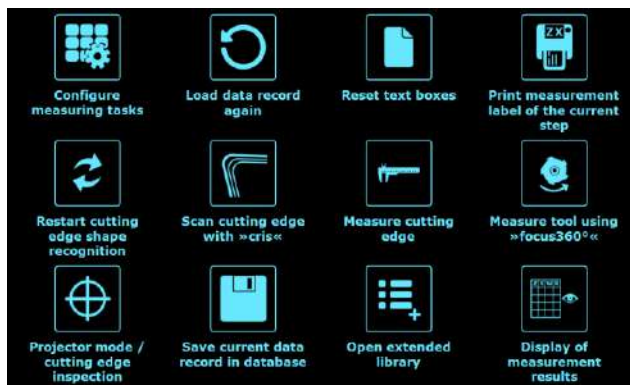 ZX
Configure
measuring tasks
Load data record
again
Reset text boxes
Print measurement
label of the current
step
Restart cutting
edge shape
recognition
Scan cutting edge
with »cris«
Measure cutting
edge
Measure tool using
»focus360°«
Projector mode /
cutting edge
inspection
Save current data
record in database
Open extended
library
Display of
measurement
results